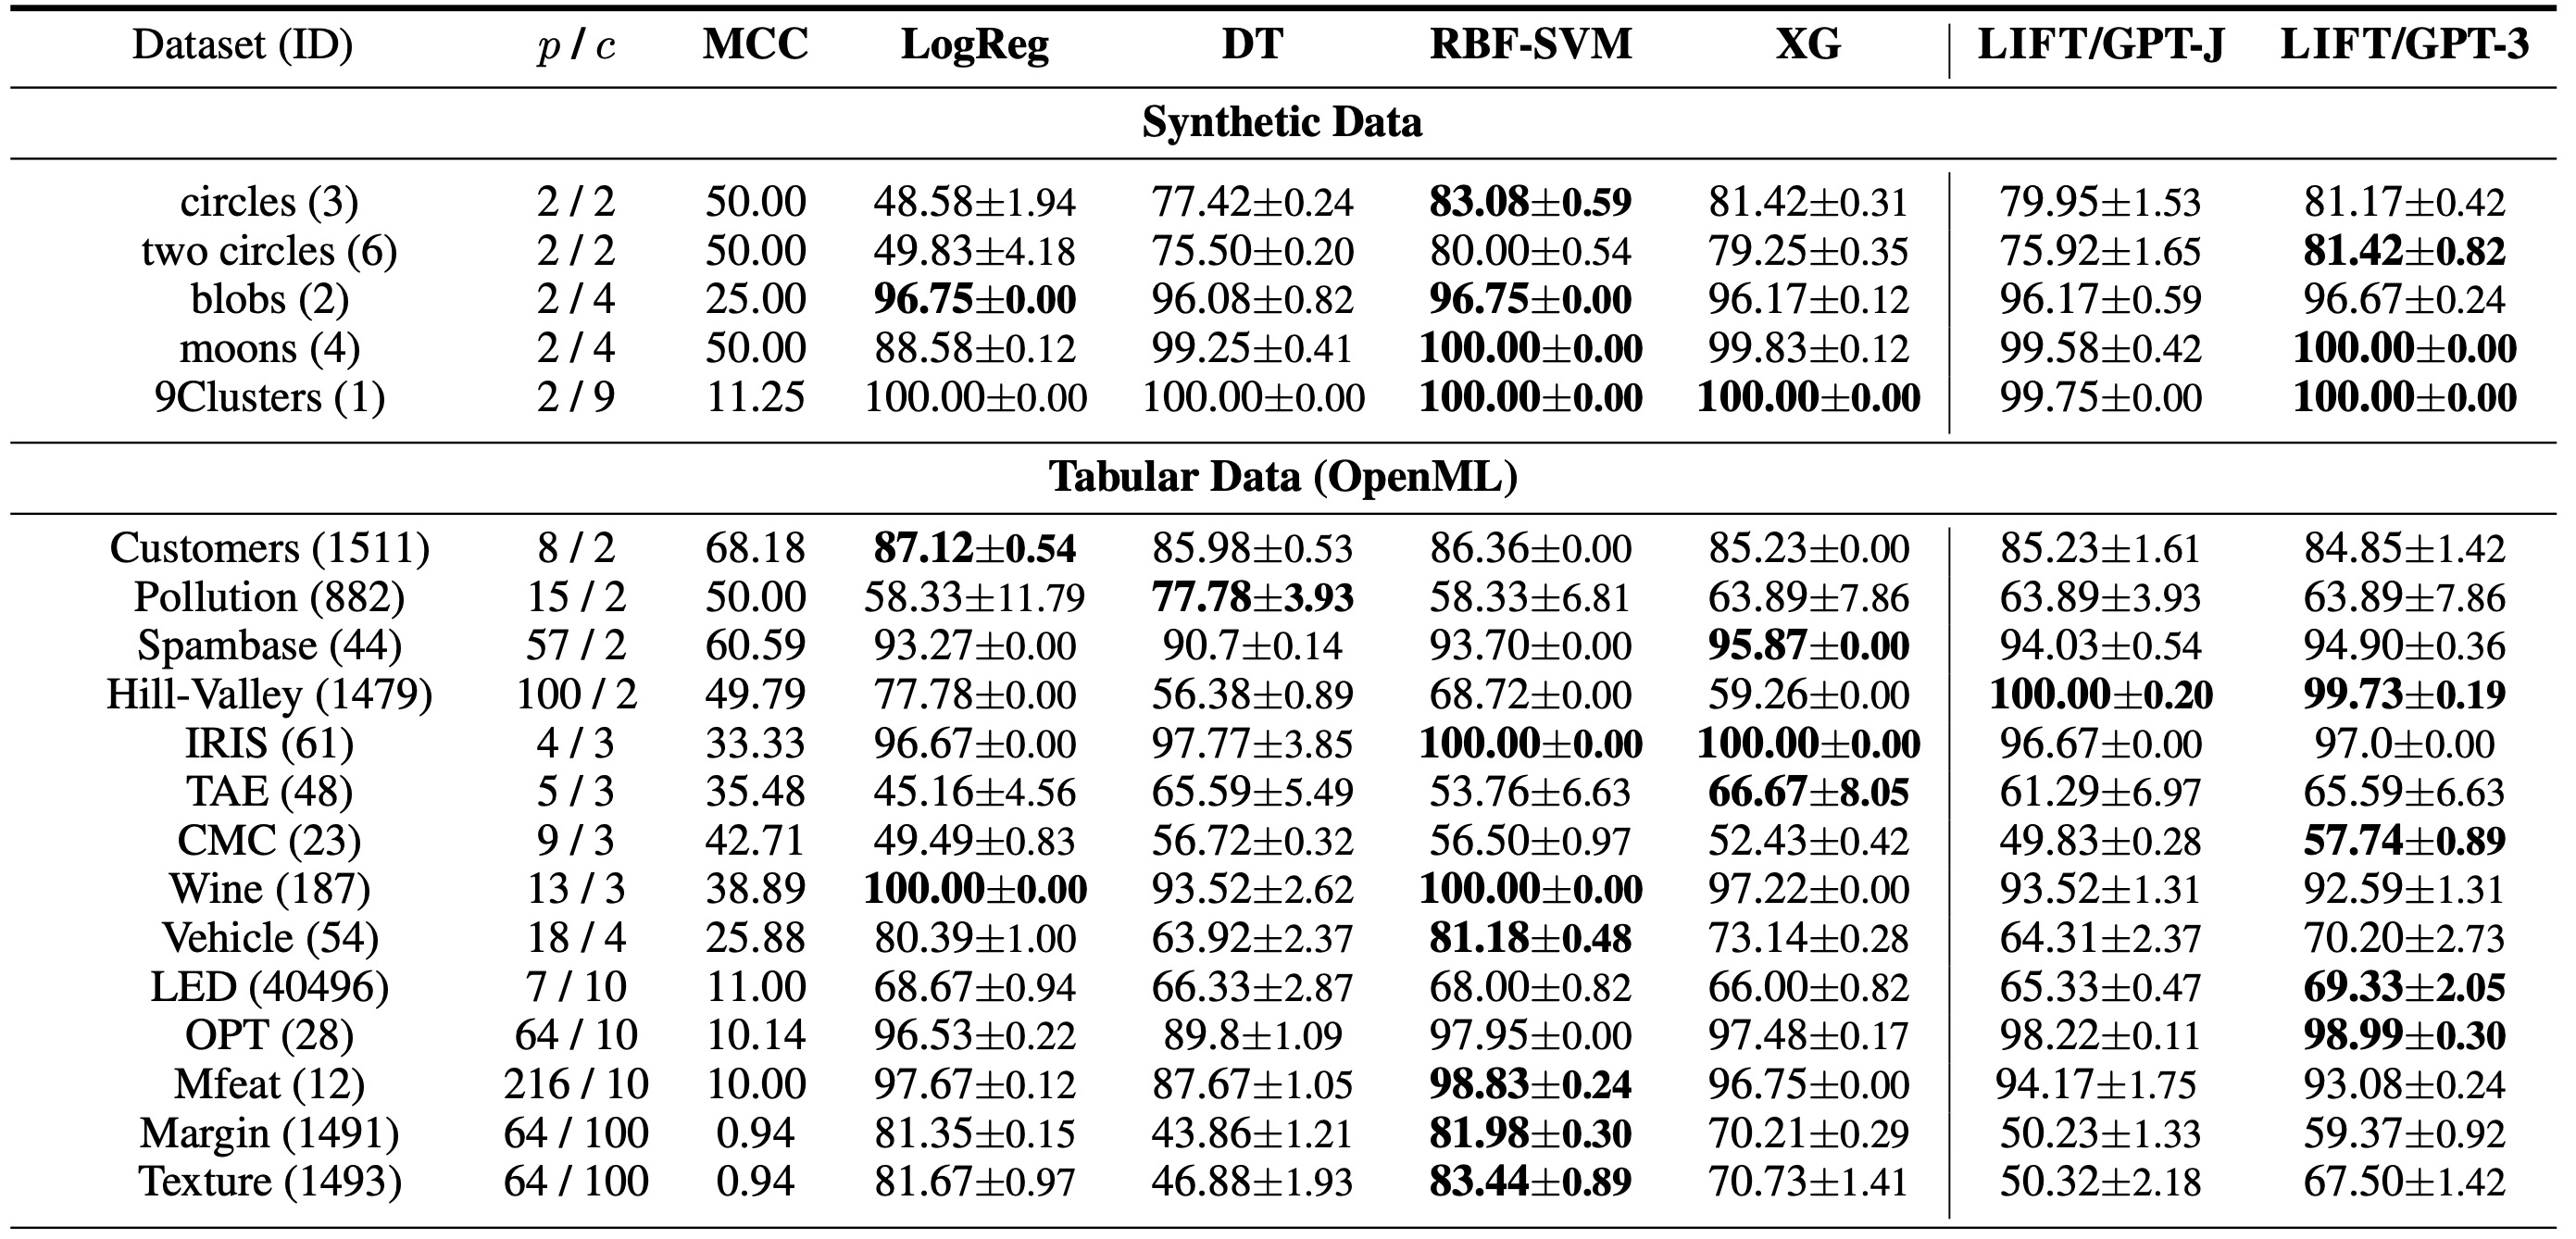 Dataset (ID) p / c MCC LogReg DT RBF-SVM XG LIFT/GPT-J LIFT/GPT-3
Synthetic Data
circles (3) 2 / 2 50.00 48.58±1.94 77.42±0.24 83.08±0.59 81.42±0.31 79.95±1.53 81.17±0.42
two circles (6) 2 / 2 50.00 49.83±4.18 75.50±0.20 80.00±0.54 79.25±0.35 75.92±1.65 81.42±0.82
blobs (2) 2 / 4 25.00 96.75±0.00 96.08±0.82 96.75±0.00 96.17±0.12 96.17±0.59 96.67±0.24
moons (4) 2 / 4 50.00 88.58±0.12 99.25±0.41 100.00±0.00 99.83±0.12 99.58±0.42 100.00±0.00
9Clusters (1) 2 / 9 11.25 100.00±0.00 100.00±0.00 100.00±0.00 100.00±0.00 99.75±0.00 100.00±0.00
Tabular Data (OpenML)
Customers (1511) 8 / 2 68.18 87.12±0.54 85.98±0.53 86.36±0.00 85.23±0.00 85.23±1.61 84.85±1.42
Pollution (882) 15 / 2 50.00 58.33±11.79 77.78±3.93 58.33±6.81 63.89±7.86 63.89±3.93 63.89±7.86
Spambase (44) 57 / 2 60.59 93.27±0.00 90.7±0.14 93.70±0.00 95.87±0.00 94.03±0.54 94.90±0.36
Hill-Valley (1479) 100 / 2 49.79 77.78±0.00 56.38±0.89 68.72±0.00 59.26±0.00 100.00±0.20 99.73±0.19
IRIS (61) 4 / 3 33.33 96.67±0.00 97.77±3.85 100.00±0.00 100.00±0.00 96.67±0.00 97.0±0.00
TAE (48) 5 / 3 35.48 45.16±4.56 65.59±5.49 53.76±6.63 66.67±8.05 61.29±6.97 65.59±6.63
CMC (23) 9 / 3 42.71 49.49±0.83 56.72±0.32 56.50±0.97 52.43±0.42 49.83±0.28 57.74±0.89
Wine (187) 13 / 3 38.89 100.00±0.00 93.52±2.62 100.00±0.00 97.22±0.00 93.52±1.31 92.59±1.31
Vehicle (54) 18 / 4 25.88 80.39±1.00 63.92±2.37 81.18±0.48 73.14±0.28 64.31±2.37 70.20±2.73
LED (40496) 7 / 10 11.00 68.67±0.94 66.33±2.87 68.00±0.82 66.00±0.82 65.33±0.47 69.33±2.05
OPT (28) 64 / 10 10.14 96.53±0.22 89.8±1.09 97.95±0.00 97.48±0.17 98.22±0.11 98.99±0.30
Mfeat (12) 216 / 10 10.00 97.67±0.12 87.67±1.05 98.83±0.24 96.75±0.00 94.17±1.75 93.08±0.24
Margin (1491) 64 / 100 0.94 81.35±0.15 43.86±1.21 81.98±0.30 70.21±0.29 50.23±1.33 59.37±0.92
Texture (1493) 64 / 100 0.94 81.67±0.97 46.88±1.93 83.44±0.89 70.73±1.41 50.32±2.18 67.50±1.42